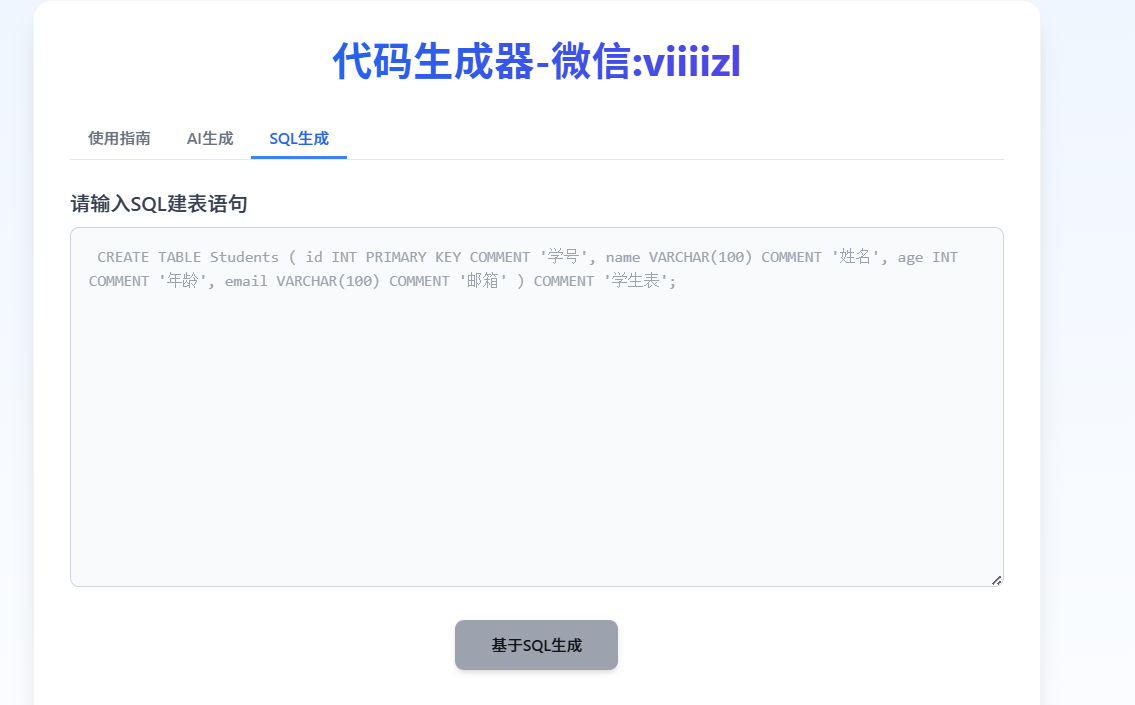 代码生成器-微信:viiiizl
使用指南
AI生成
SQL生成
请输入SQL建表语句
CREATE TABLE Students ( id INT PRIMARY KEY COMMENT '学号', name VARCHAR(100) COMMENT '姓名', age INT
COMMENT '年龄', email VARCHAR(100) COMMENT '邮箱' ) COMMENT '学生表';
基于SQL生成